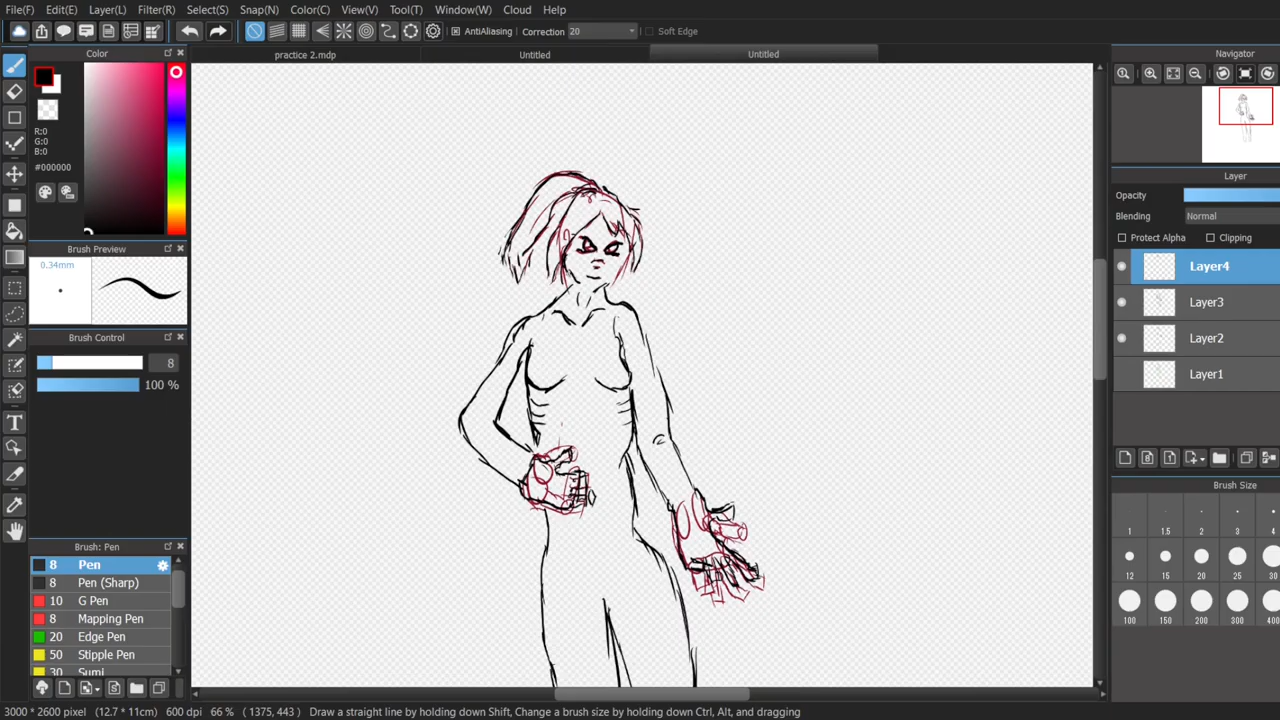 File(F) Edit(E) Layer(L) Filter(R) Select(S) Snap(N) Color(C) View(V) Tool(T) Window(W) Cloud Help
AntiAliasing Correction 20 Soft Edge
Color
practice 2.mdp Untitled Untitled
Navigator
R:0
G:0
B:0
#000000
Layer
Opacity
Blending Normal
Protect Alpha Clipping
Brush Preview
0.34mm
Layer4
Layer3
Layer2
Layer1
Brush Control
8
100 %
Brush Size
1 1.5 2 3 4
12 15 20 25 30
100 150 200 300 400
Brush: Pen
8 Pen
8 Pen (Sharp)
10 G Pen
8 Mapping Pen
20 Edge Pen
50 Stipple Pen
30 Sumi
3000 * 2600 pixel (12.7 * 11cm) 600 dpi 66 % ( 1375, 443 ) Draw a straight line by holding down Shift, Change a brush size by holding down Ctrl, Alt, and dragging